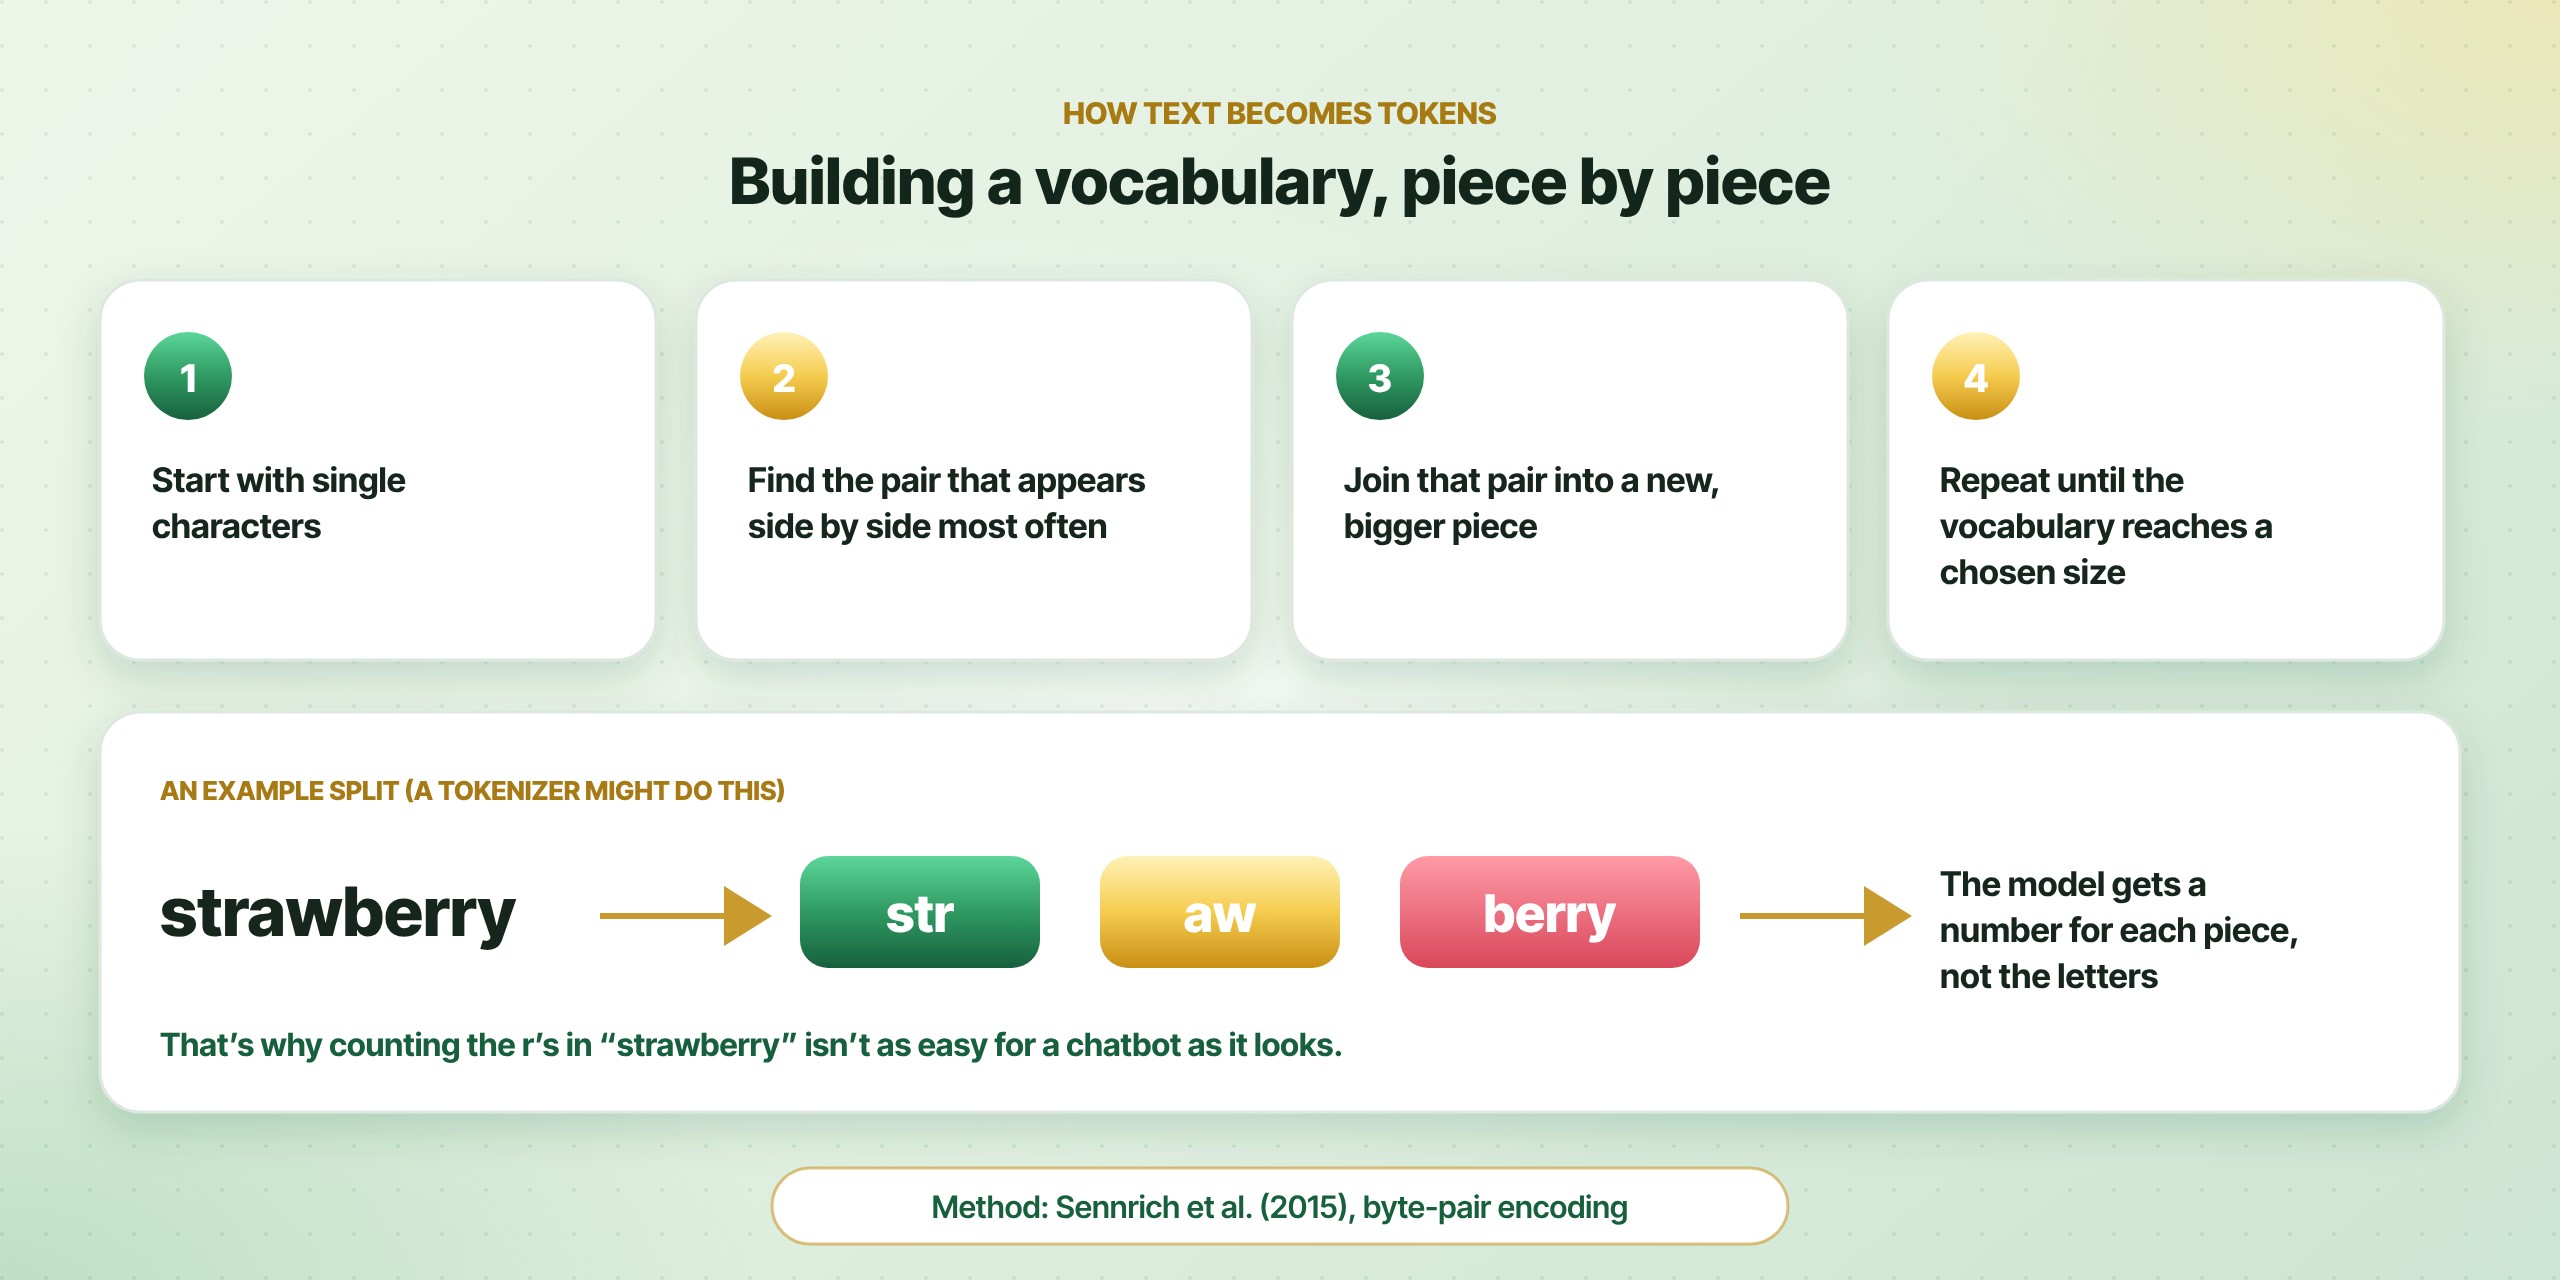 HOW TEXT BECOMES TOKENS
Building a vocabulary, piece by piece
1
Start with single
characters
2
Find the pair that appears
side by side most often
3
Join that pair into a new,
bigger piece
4
Repeat until the
vocabulary reaches a
chosen size
AN EXAMPLE SPLIT (A TOKENIZER MIGHT DO THIS)
strawberry
str
aw
berry
The model gets a
number for each piece,
not the letters
That’s why counting the r’s in “strawberry” isn’t as easy for a chatbot as it looks.
Method: Sennrich et al. (2015), byte-pair encoding